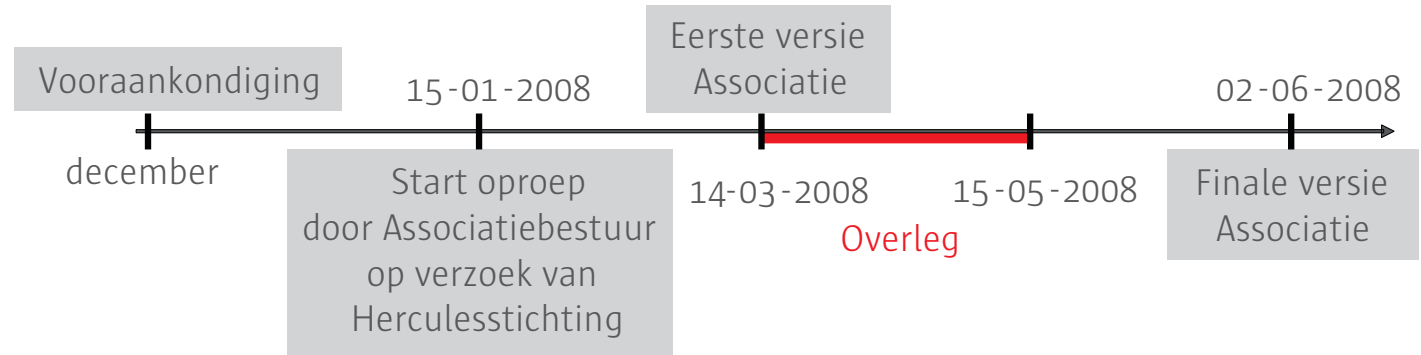 Vooraankondiging
december
15-01-2008
Start oproep
door Associatiebestuur
op verzoek van
Herculesstichting
Eerste versie
Associatie
14-03-2008
Overleg
15-05-2008
02-06-2008
Finale versie
Associatie